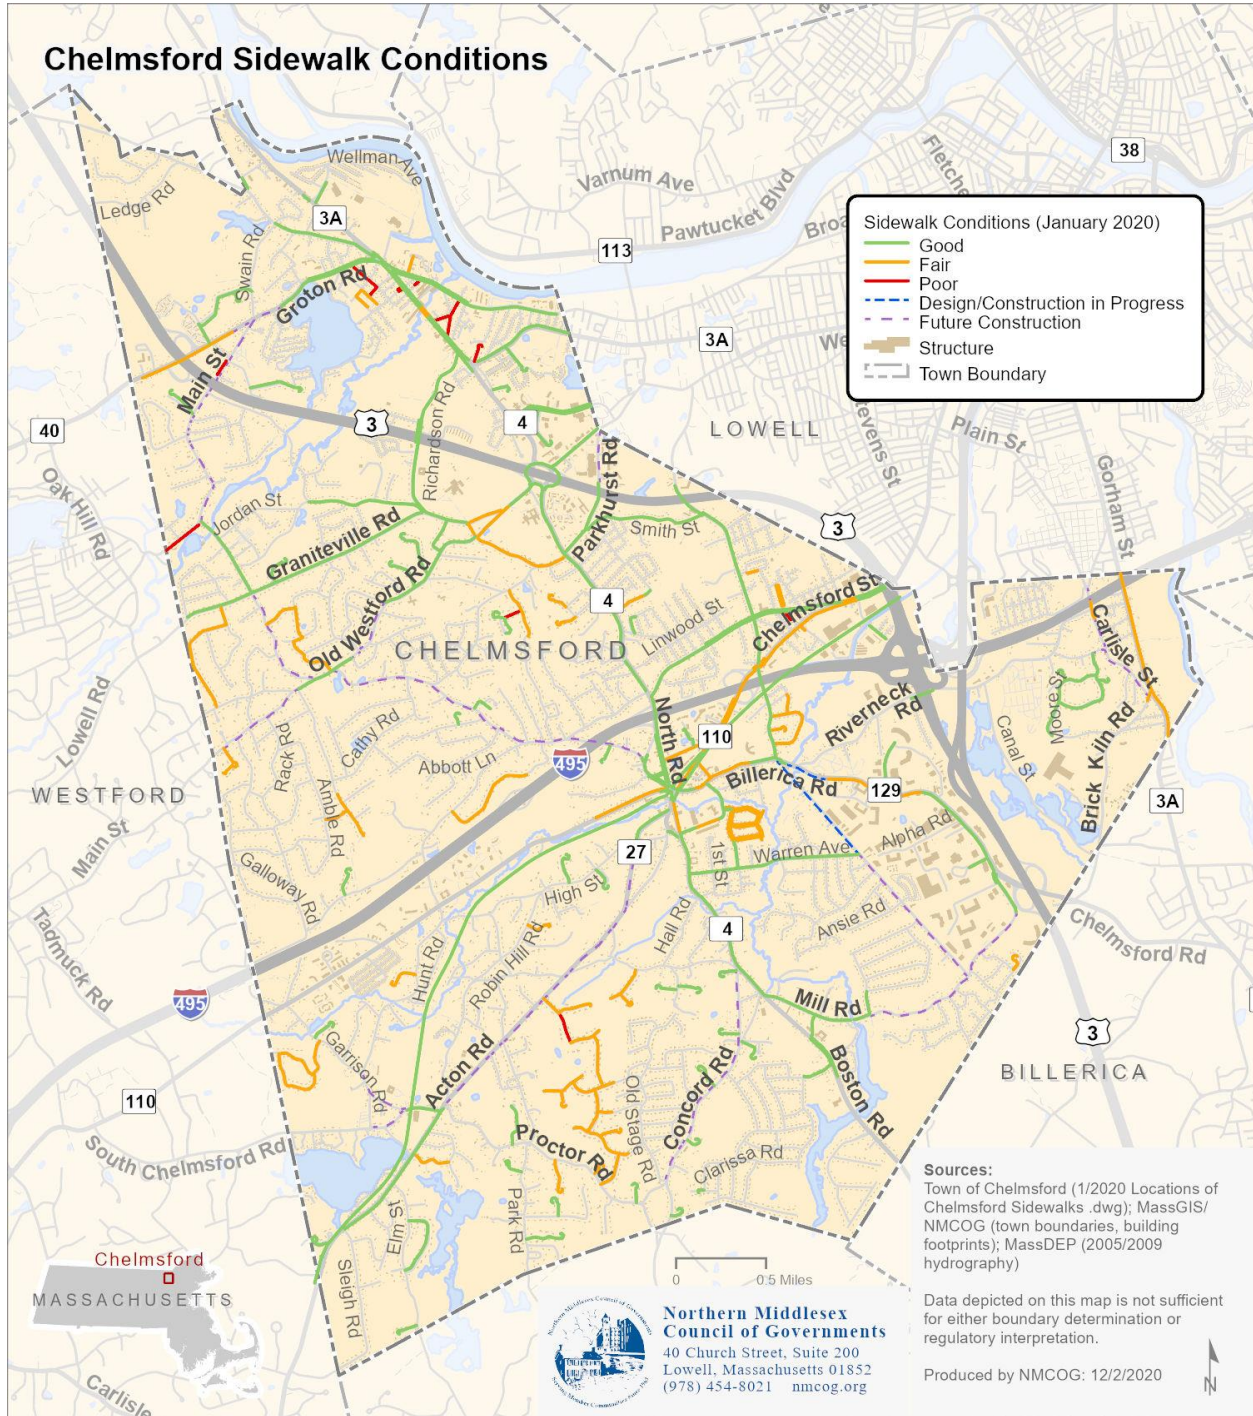 Chelmsford Sidewalk Conditions
Wellman Ave
Ledge Rd
3A
Varnum Ave
Pawtucket Blvd
38
113
Swain Rd
Groton Rd
Sidewalk Conditions (January 2020)
Good
Fair
Poor
Design/Construction in Progress
Future Construction
Structure
Town Boundary
3A
Main St
40
3
4
LOWELL
Stevens St
Plain St
Gorham St
Oak Hill Rd
Richardson Rd
Parkhurst Rd
Jordan St
Graniteville Rd
Smith St
3
Old Westford Rd
4
Linwood St
Chelmsford St
CHELMSFORD
Carlisle St
Lowell Rd
Rack Rd
Cathy Rd
Abbott Ln
495
North Rd
110
Riverneck Rd
Moore St
Canal St
Brick Kiln Rd
WESTFORD
Main St
Amble Rd
Billerica Rd
129
3A
Galloway Rd
27
1st St
Warren Ave
Alpha Rd
High St
Tadmuck Rd
Hunt Rd
Robin Hill Rd
Hall Rd
4
Ansie Rd
Chelmsford Rd
495
Mill Rd
3
Garrison Rd
Acton Rd
Old Stage Rd
Concord Rd
Boston Rd
BILLERICA
110
South Chelmsford Rd
Proctor Rd
Clarissa Rd
Park Rd
Elm St
Sleigh Rd
Chelmsford
MASSACHUSETTS
Carlisle
0 0.5 Miles
Northern Middlesex Council of Governments
Northern Middlesex
Council of Governments
40 Church Street, Suite 200
Lowell, Massachusetts 01852
(978) 454-8021 nmcog.org
Sources:
Town of Chelmsford (1/2020 Locations of
Chelmsford Sidewalks .dwg); MassGIS/
NMCOG (town boundaries, building
footprints); MassDEP (2005/2009
hydrography)
Data depicted on this map is not sufficient
for either boundary determination or
regulatory interpretation.
Produced by NMCOG: 12/2/2020
N